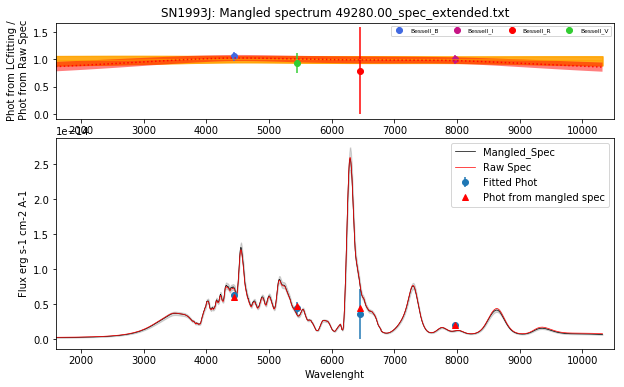 SN1993J: Mangled spectrum 49280.00_spec_extended.txt
Phot from LCfitting /
Phot from Raw Spec
1.5
1.0
0.5
0.0
Bessell_B
Bessell_I
Bessell_R
Bessell_V
2000 3000 4000 5000 6000 7000 8000 9000 10000
1e−14
Flux erg s-1 cm-2 A-1
2.5
2.0
1.5
1.0
0.5
0.0
Mangled_Spec
Raw Spec
Fitted Phot
Phot from mangled spec
2000 3000 4000 5000 6000 7000 8000 9000 10000
Wavelenght